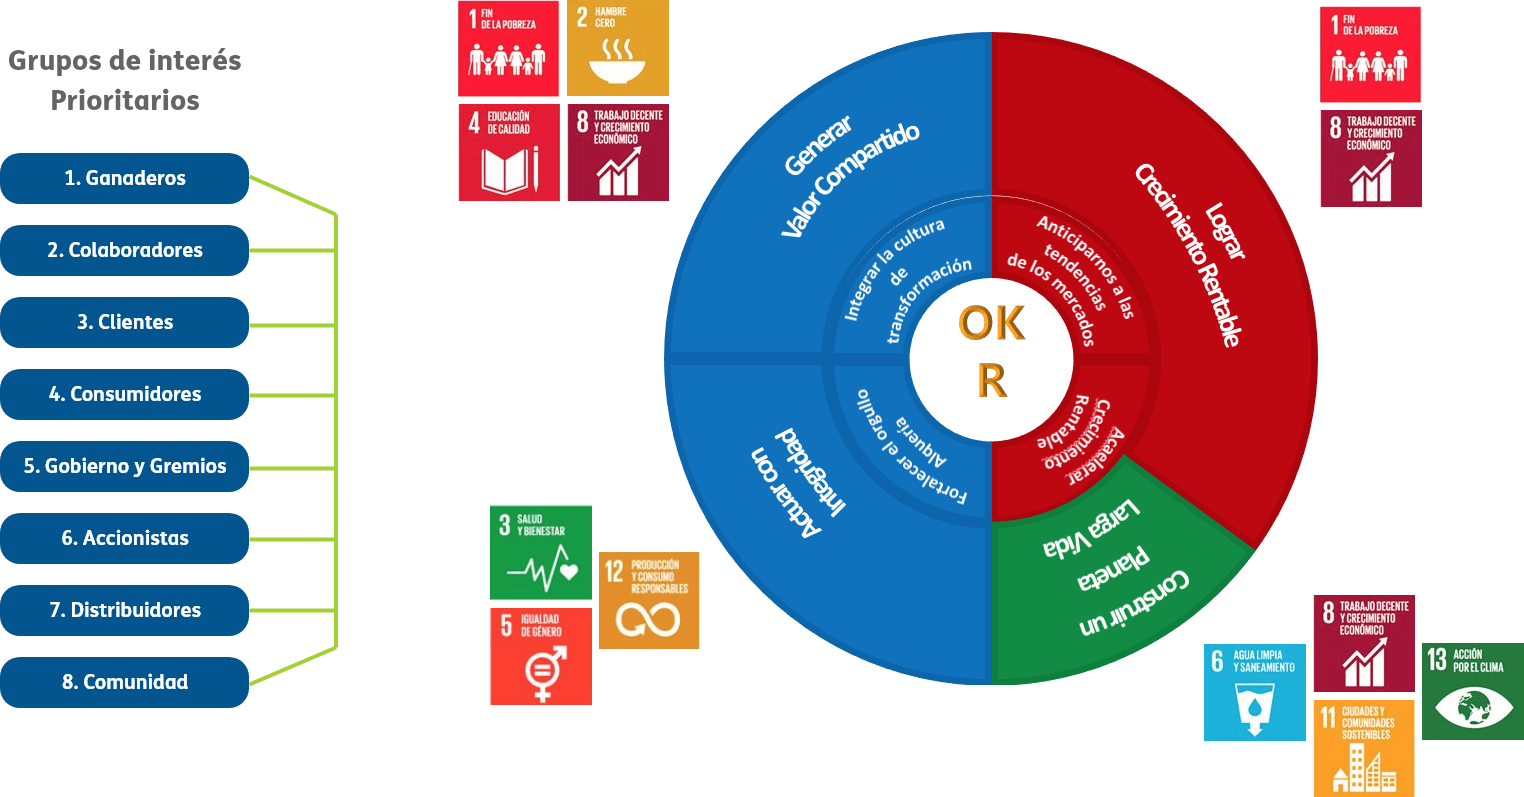 Grupos de interés
Prioritarios
1. Ganaderos
2. Colaboradores
3. Clientes
4. Consumidores
5. Gobierno y Gremios
6. Accionistas
7. Distribuidores
8. Comunidad
1 FIN
DE LA POBREZA
2 HAMBRE
CERO
4 EDUCACIÓN
DE CALIDAD
8 TRABAJO DECENTE
Y CRECIMIENTO
ECONÓMICO
Generar
Valor Compartido
Integrar la cultura
de
transformación
Lograr
Crecimiento Rentable
Anticiparnos a las
tendencias
de los mercados
1 FIN
DE LA POBREZA
8 TRABAJO DECENTE
Y CRECIMIENTO
ECONÓMICO
OK
R
Actuar con
Integridad
Fortalecer el orgullo
Alquería
Acaelerar
Crecimiento
Rentable
Construir un
Planeta
Larga Vida
3 SALUD
Y BIENESTAR
12 PRODUCCIÓN
Y CONSUMO
RESPONSABLES
5 IGUALDAD
DE GÉNERO
6 AGUA LIMPIA
Y SANEAMIENTO
8 TRABAJO DECENTE
Y CRECIMIENTO
ECONÓMICO
13 ACCIÓN
POR EL CLIMA
11 CIUDADES Y
COMUNIDADES
SOSTENIBLES